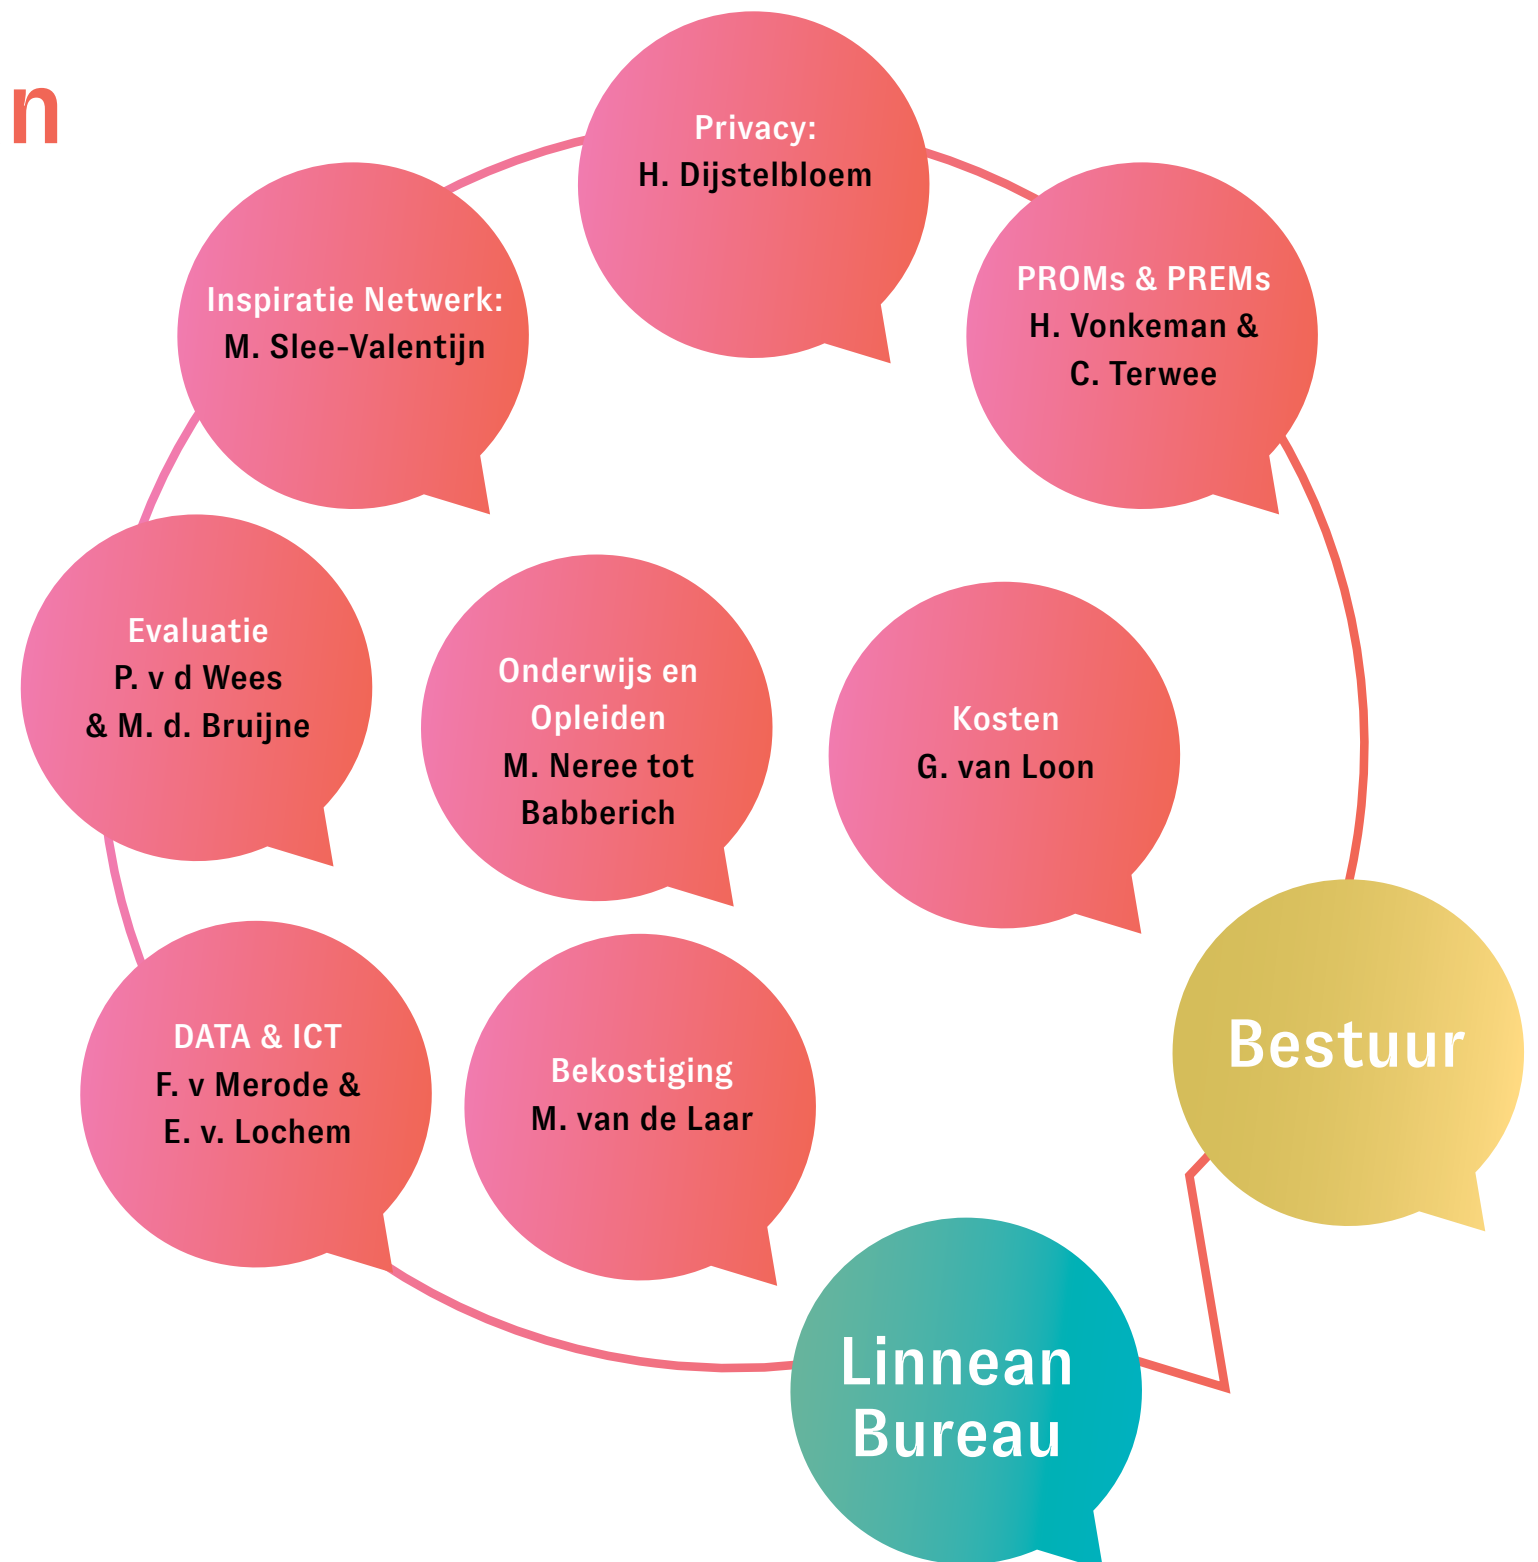 n
Privacy:
H. Dijstelbloem
Inspiratie Netwerk:
M. Slee-Valentijn
PROMs & PREMs
H. Vonkeman &
C. Terwee
Evaluatie
P. v d Wees
& M. d. Bruijne
Onderwijs en
Opleiden
M. Neree tot
Babberich
Kosten
G. van Loon
DATA & ICT
F. v Merode &
E. v. Lochem
Bekostiging
M. van de Laar
Bestuur
Linnean
Bureau